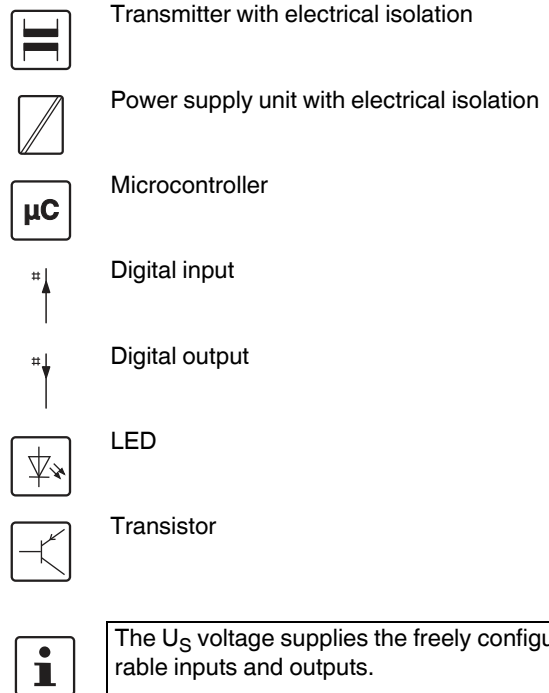 Transmitter with electrical isolation
Power supply unit with electrical isolation
µC
Microcontroller
#
Digital input
#
Digital output
LED
Transistor
i
The US voltage supplies the freely configu
rable inputs and outputs.